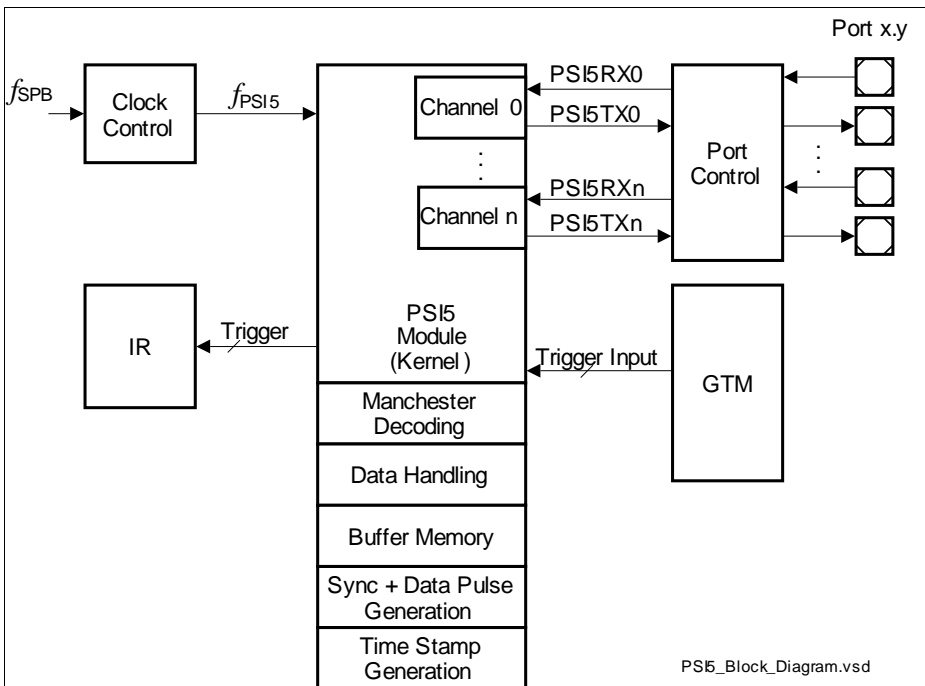 Port x.y
fSPB
Clock
Control
fPSI5
Channel 0
PSI5RX0
PSI5TX0
Port
Control
Channel n
PSI5RXn
PSI5TXn
IR
Trigger
PSI5
Module
(Kernel)
Trigger Input
GTM
Manchester
Decoding
Data Handling
Buffer Memory
Sync + Data Pulse
Generation
Time Stamp
Generation
PSI5_Block_Diagram.vsd